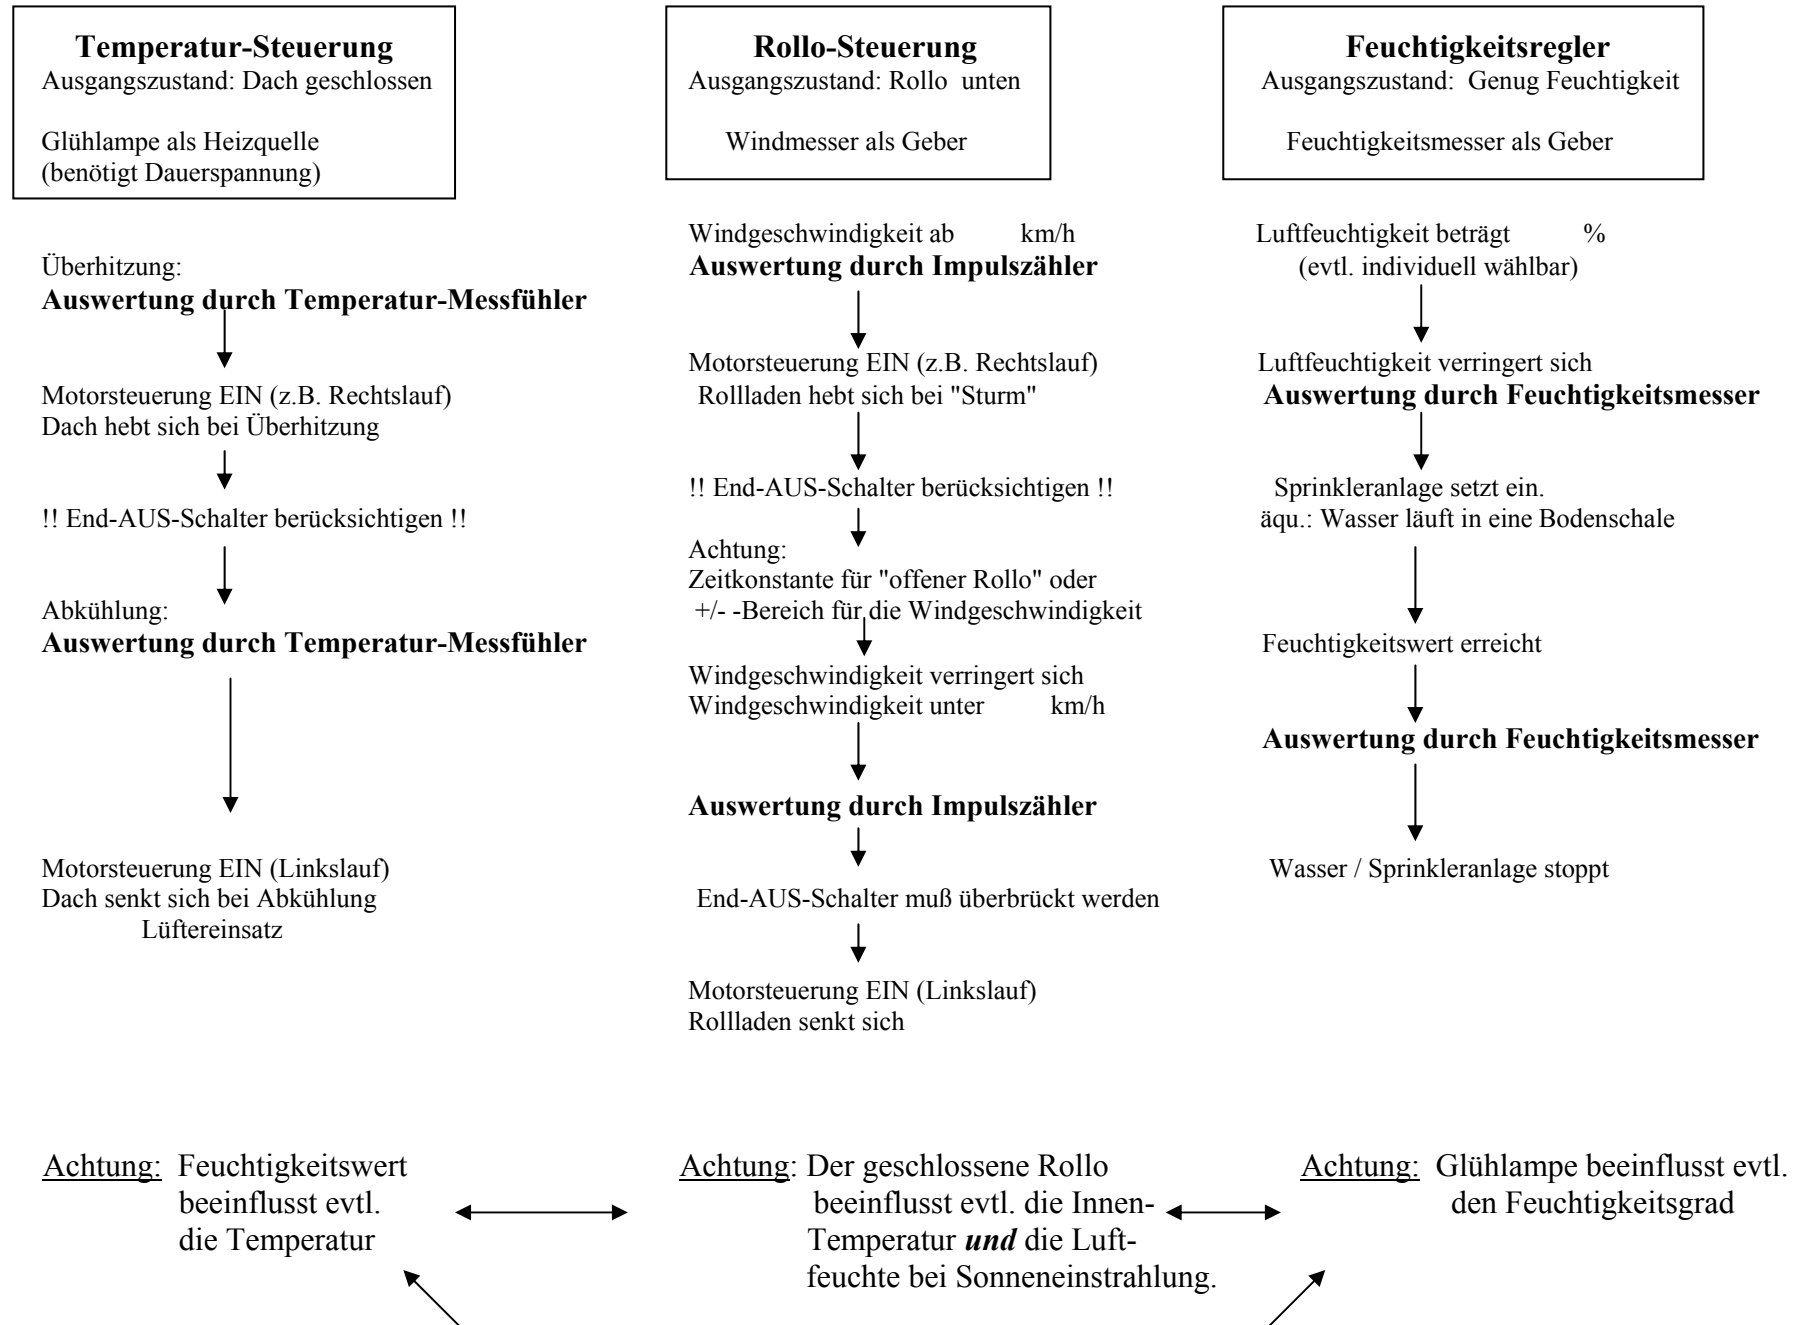 Temperatur-Steuerung
Ausgangszustand: Dach geschlossen
Glühlampe als Heizquelle
(benötigt Dauerspannung)
Überhitzung:
Auswertung durch Temperatur-Messfühler
Motorsteuerung EIN (z.B. Rechtslauf)
Dach hebt sich bei Überhitzung
!! End-AUS-Schalter berücksichtigen !!
Abkühlung:
Auswertung durch Temperatur-Messfühler
Motorsteuerung EIN (Linkslauf)
Dach senkt sich bei Abkühlung
Lüftereinsatz
Rollo-Steuerung
Ausgangszustand: Rollo unten
Windmesser als Geber
Windgeschwindigkeit ab km/h
Auswertung durch Impulszähler
Motorsteuerung EIN (z.B. Rechtslauf)
Rollladen hebt sich bei "Sturm"
!! End-AUS-Schalter berücksichtigen !!
Achtung:
Zeitkonstante für "offener Rollo" oder
+/- -Bereich für die Windgeschwindigkeit
Windgeschwindigkeit verringert sich
Windgeschwindigkeit unter km/h
Auswertung durch Impulszähler
End-AUS-Schalter muß überbrückt werden
Motorsteuerung EIN (Linkslauf)
Rollladen senkt sich
Feuchtigkeitsregler
Ausgangszustand: Genug Feuchtigkeit
Feuchtigkeitsmesser als Geber
Luftfeuchtigkeit beträgt %
(evtl. individuell wählbar)
Luftfeuchtigkeit verringert sich
Auswertung durch Feuchtigkeitsmesser
Sprinkleranlage setzt ein.
äqu.: Wasser läuft in eine Bodenschale
Feuchtigkeitswert erreicht
Auswertung durch Feuchtigkeitsmesser
Wasser / Sprinkleranlage stoppt
Achtung: Feuchtigkeitswert
beeinflusst evtl.
die Temperatur
Achtung: Der geschlossene Rollo
beeinflusst evtl. die Innen-
Temperatur und die Luft-
feuchte bei Sonneneinstrahlung.
Achtung: Glühlampe beeinflusst evtl.
den Feuchtigkeitsgrad